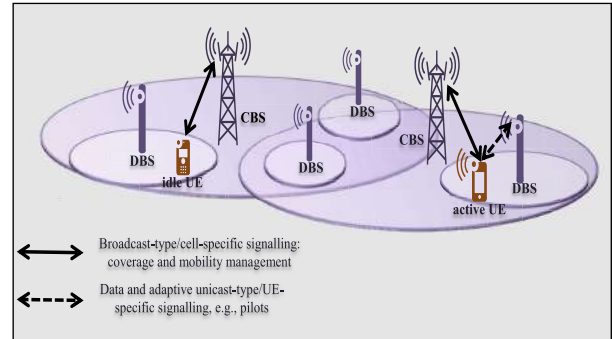 DBS
CBS
DBS
DBS
CBS
DBS
idle UE
DBS
active UE
Broadcast-type/cell-specific signalling:
coverage and mobility management
Data and adaptive unicast-type/UE-
specific signalling, e.g., pilots